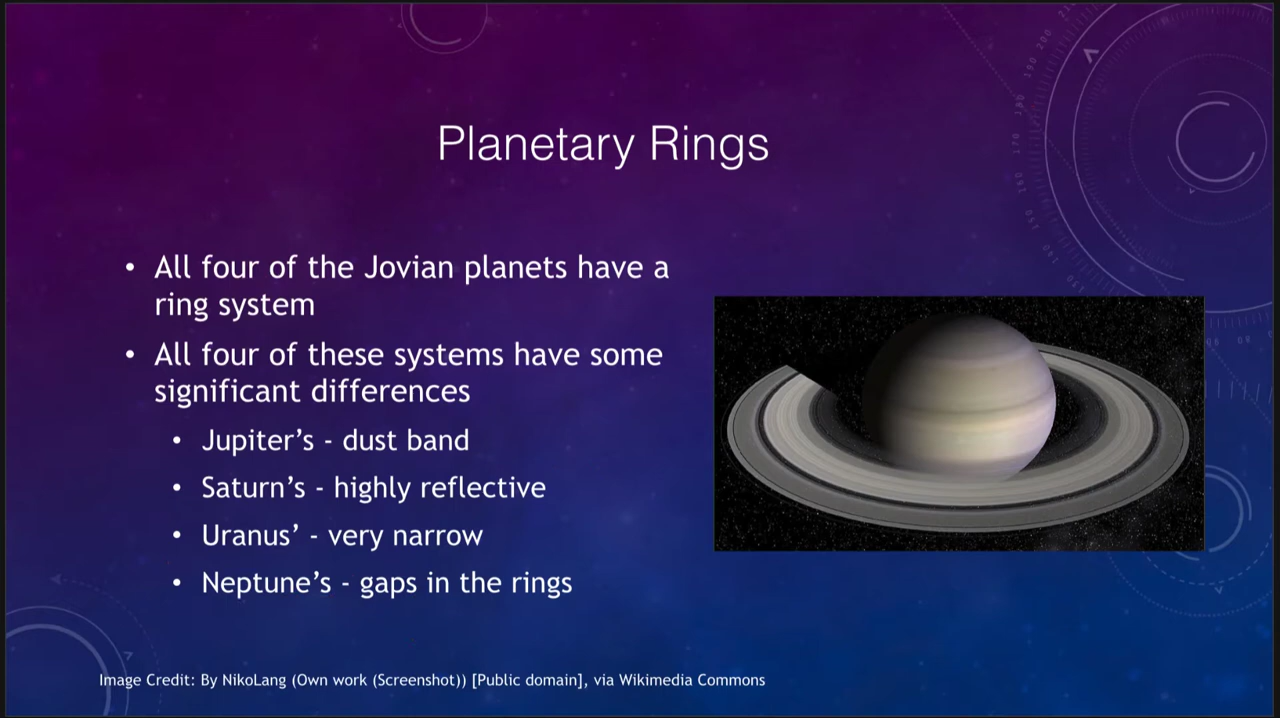 Planetary Rings
• All four of the Jovian planets have a
ring system
• All four of these systems have some
significant differences
• Jupiter’s - dust band
• Saturn’s - highly reflective
• Uranus’ - very narrow
• Neptune’s - gaps in the rings
Image Credit: By NikoLang (Own work (Screenshot)) [Public domain], via Wikimedia Commons